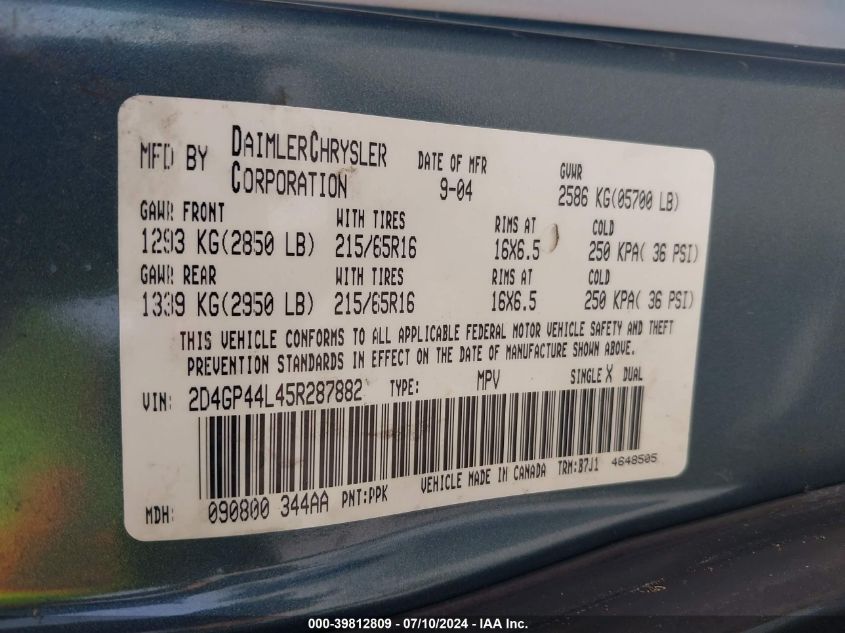 MFD BY DAIMLERCHRYSLER CORPORATION DATE OF MFR 9-04 GVWR 2586 KG(05700 LB)
GAWR FRONT WITH TIRES RIMS AT COLD
1293 KG(2850 LB) 215/65R16 16X6.5 250 KPA( 36 PSI)
GAWR REAR WITH TIRES RIMS AT COLD
1339 KG(2950 LB) 215/65R16 16X6.5 250 KPA( 36 PSI)
THIS VEHICLE CONFORMS TO ALL APPLICABLE FEDERAL MOTOR VEHICLE SAFETY AND THEFT
PREVENTION STANDARDS IN EFFECT ON THE DATE OF MANUFACTURE SHOWN ABOVE.
VIN: 2D4GP44L45R287882 TYPE: MPV SINGLE X DUAL
MDH: 090800 344AA PNT:PPK VEHICLE MADE IN CANADA TRM:B7J1 4648505
000-39812809 - 07/10/2024 - IAA Inc.